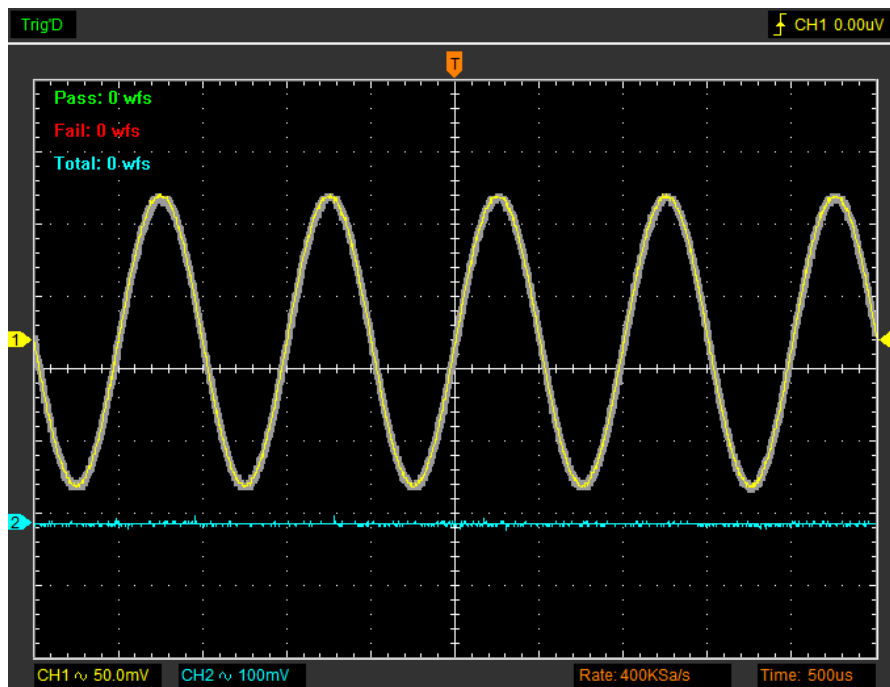 Trig'D
CH1 0.00uV
T
Pass: 0 wfs
Fail: 0 wfs
Total: 0 wfs
1
2
CH1 ∿ 50.0mV
CH2 ∿ 100mV
Rate: 400KSa/s
Time: 500us